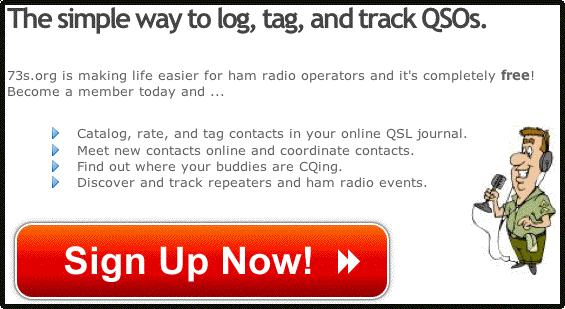 The simple way to log, tag, and track QSOs.
73s.org is making life easier for ham radio operators and it's completely free!
Become a member today and ...
Catalog, rate, and tag contacts in your online QSL journal.
Meet new contacts online and coordinate contacts.
Find out where your buddies are CQing.
Discover and track repeaters and ham radio events.
Sign Up Now!